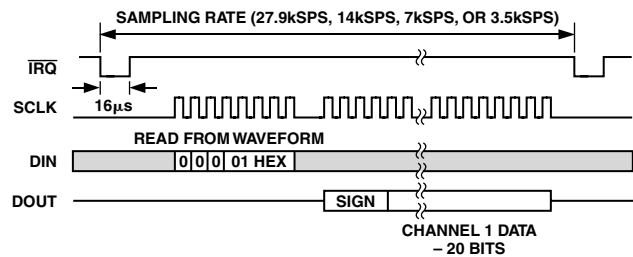 SAMPLING RATE (27.9kSPS, 14kSPS, 7kSPS, OR 3.5kSPS)
IRQ
16μs
SCLK
READ FROM WAVEFORM
DIN
0 0 0 01 HEX
DOUT
SIGN
CHANNEL 1 DATA
– 20 BITS